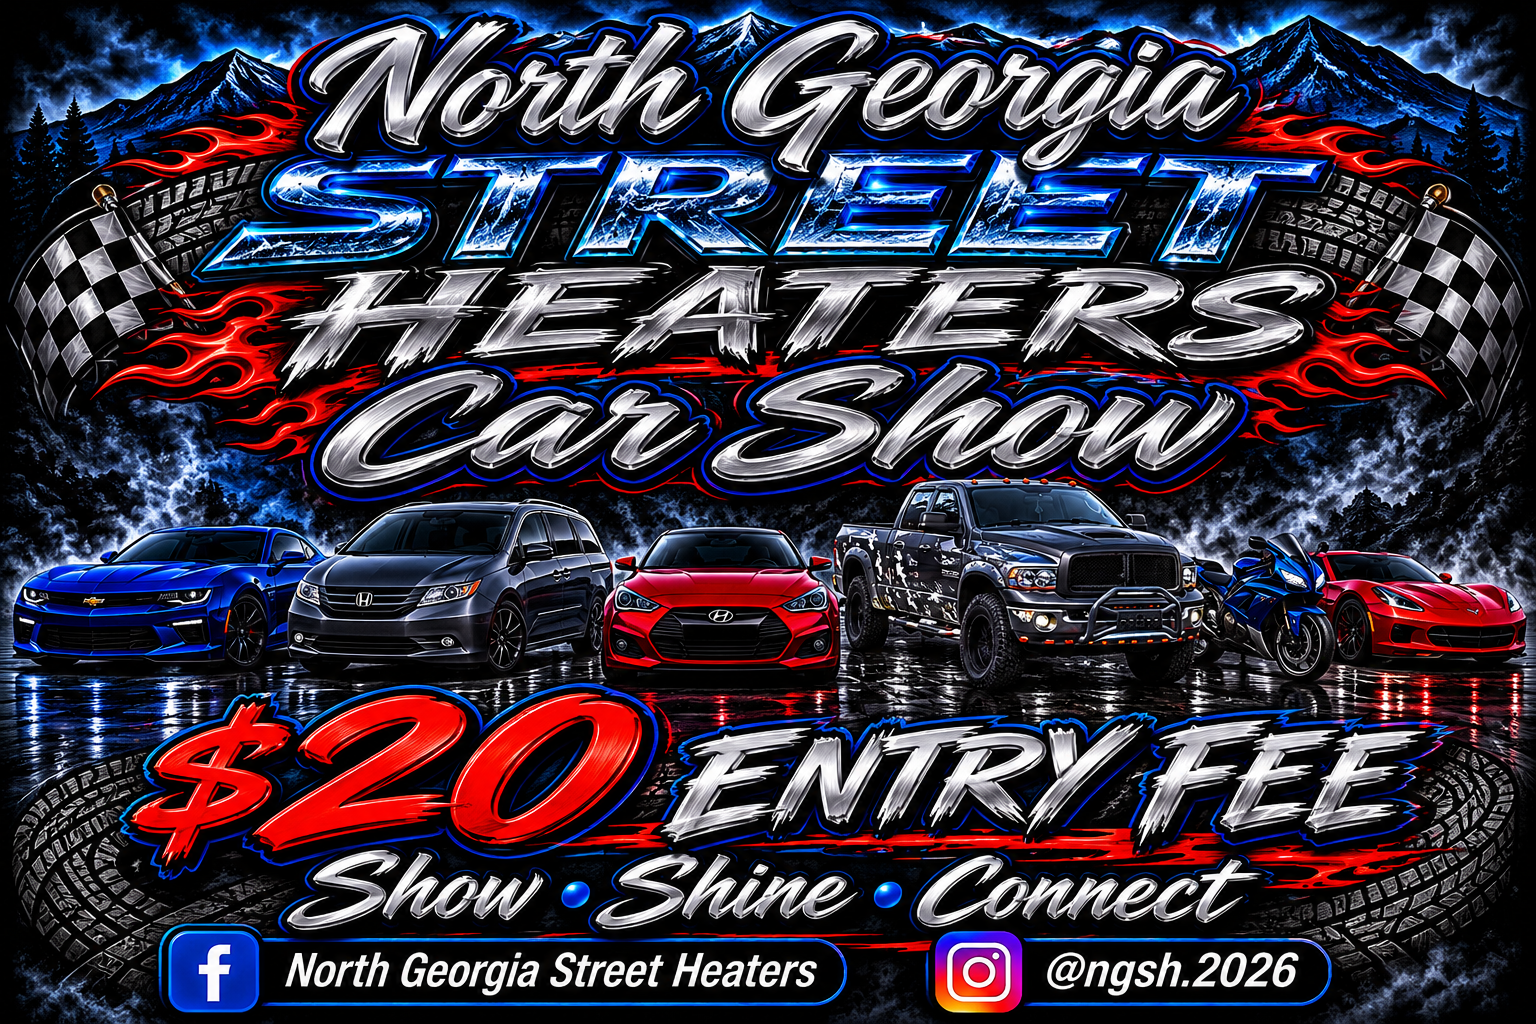 North Georgia
STREET
HEATERS
Car Show
$20 ENTRY FEE
Show • Shine • Connect
North Georgia Street Heaters
@ngsh.2026